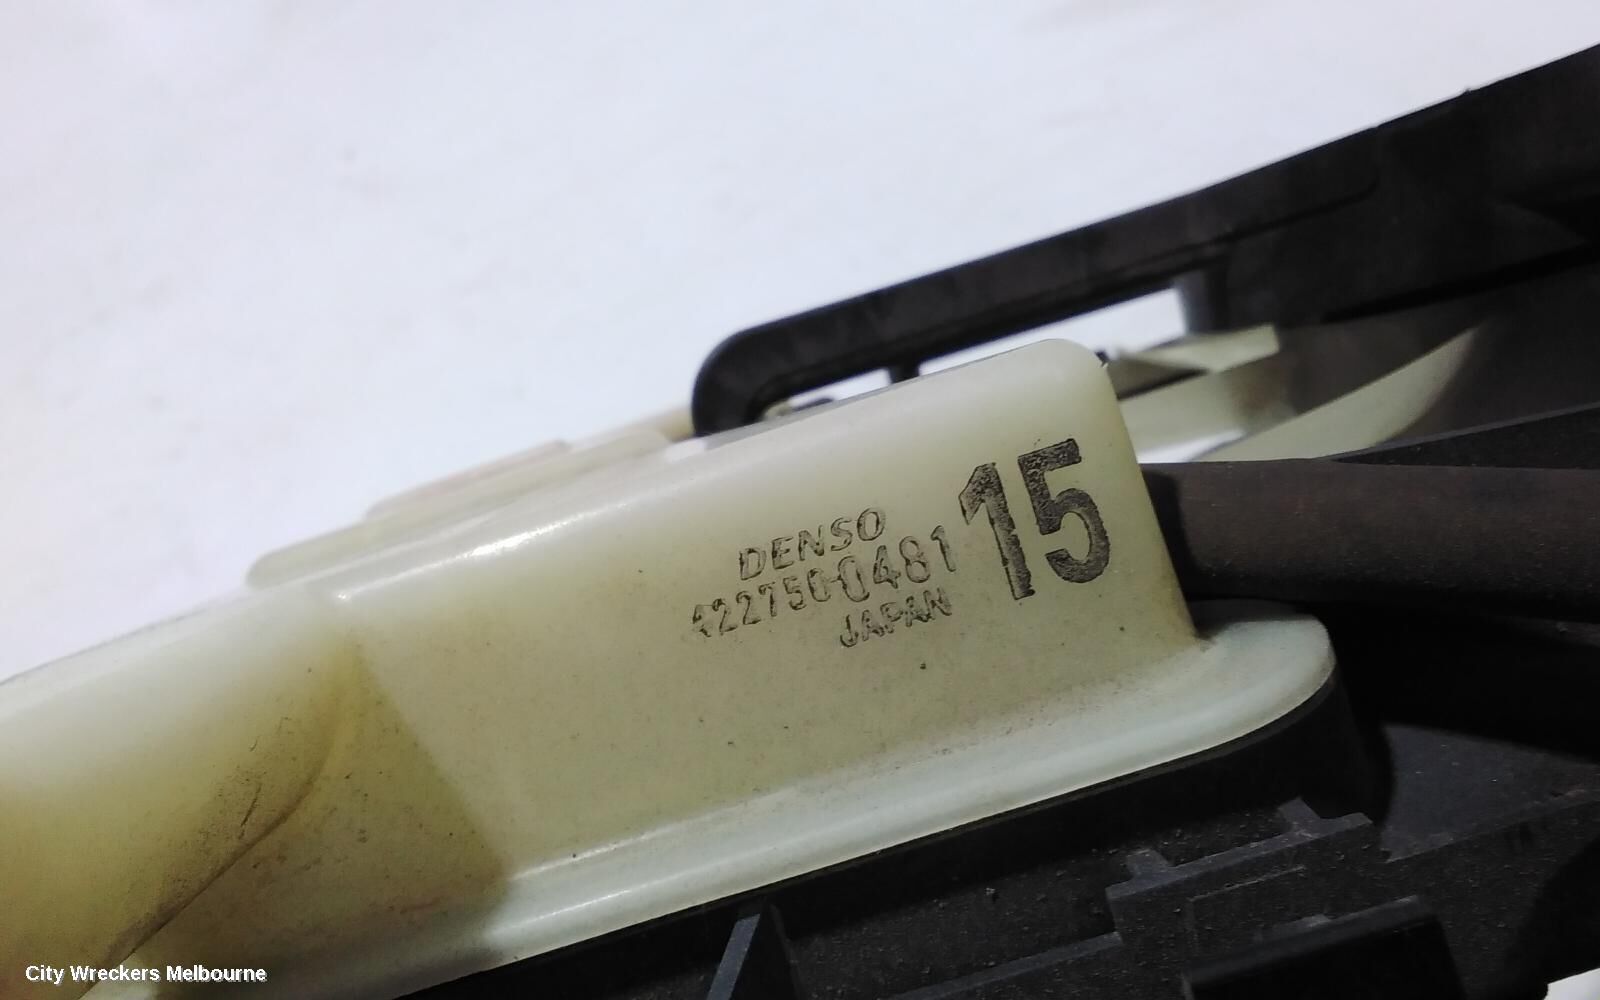 DENSO
422750-0481
JAPAN
15
City Wreckers Melbourne